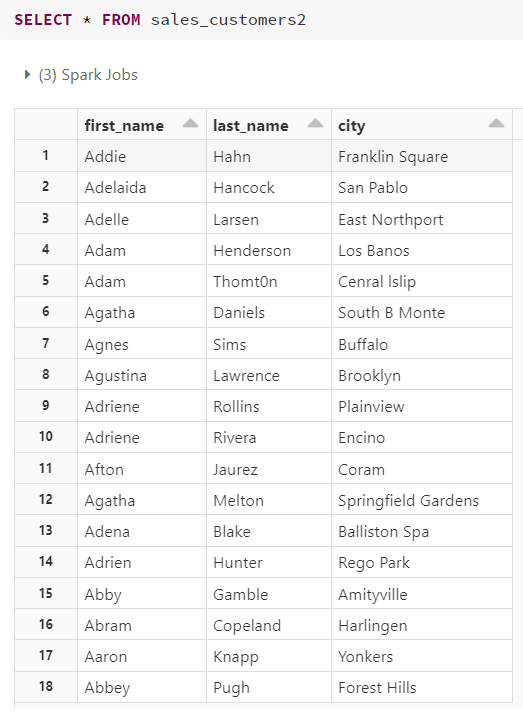 SELECT * FROM sales_customers2
(3) Spark Jobs
first_name last_name city
1 Addie Hahn Franklin Square
2 Adelaida Hancock San Pablo
3 Adelle Larsen East Northport
4 Adam Henderson Los Banos
5 Adam Thomt0n Cenral lslip
6 Agatha Daniels South B Monte
7 Agnes Sims Buffalo
8 Agustina Lawrence Brooklyn
9 Adriene Rollins Plainview
10 Adriene Rivera Encino
11 Afton Jaurez Coram
12 Agatha Melton Springfield Gardens
13 Adena Blake Balliston Spa
14 Adrien Hunter Rego Park
15 Abby Gamble Amityville
16 Abram Copeland Harlingen
17 Aaron Knapp Yonkers
18 Abbey Pugh Forest Hills